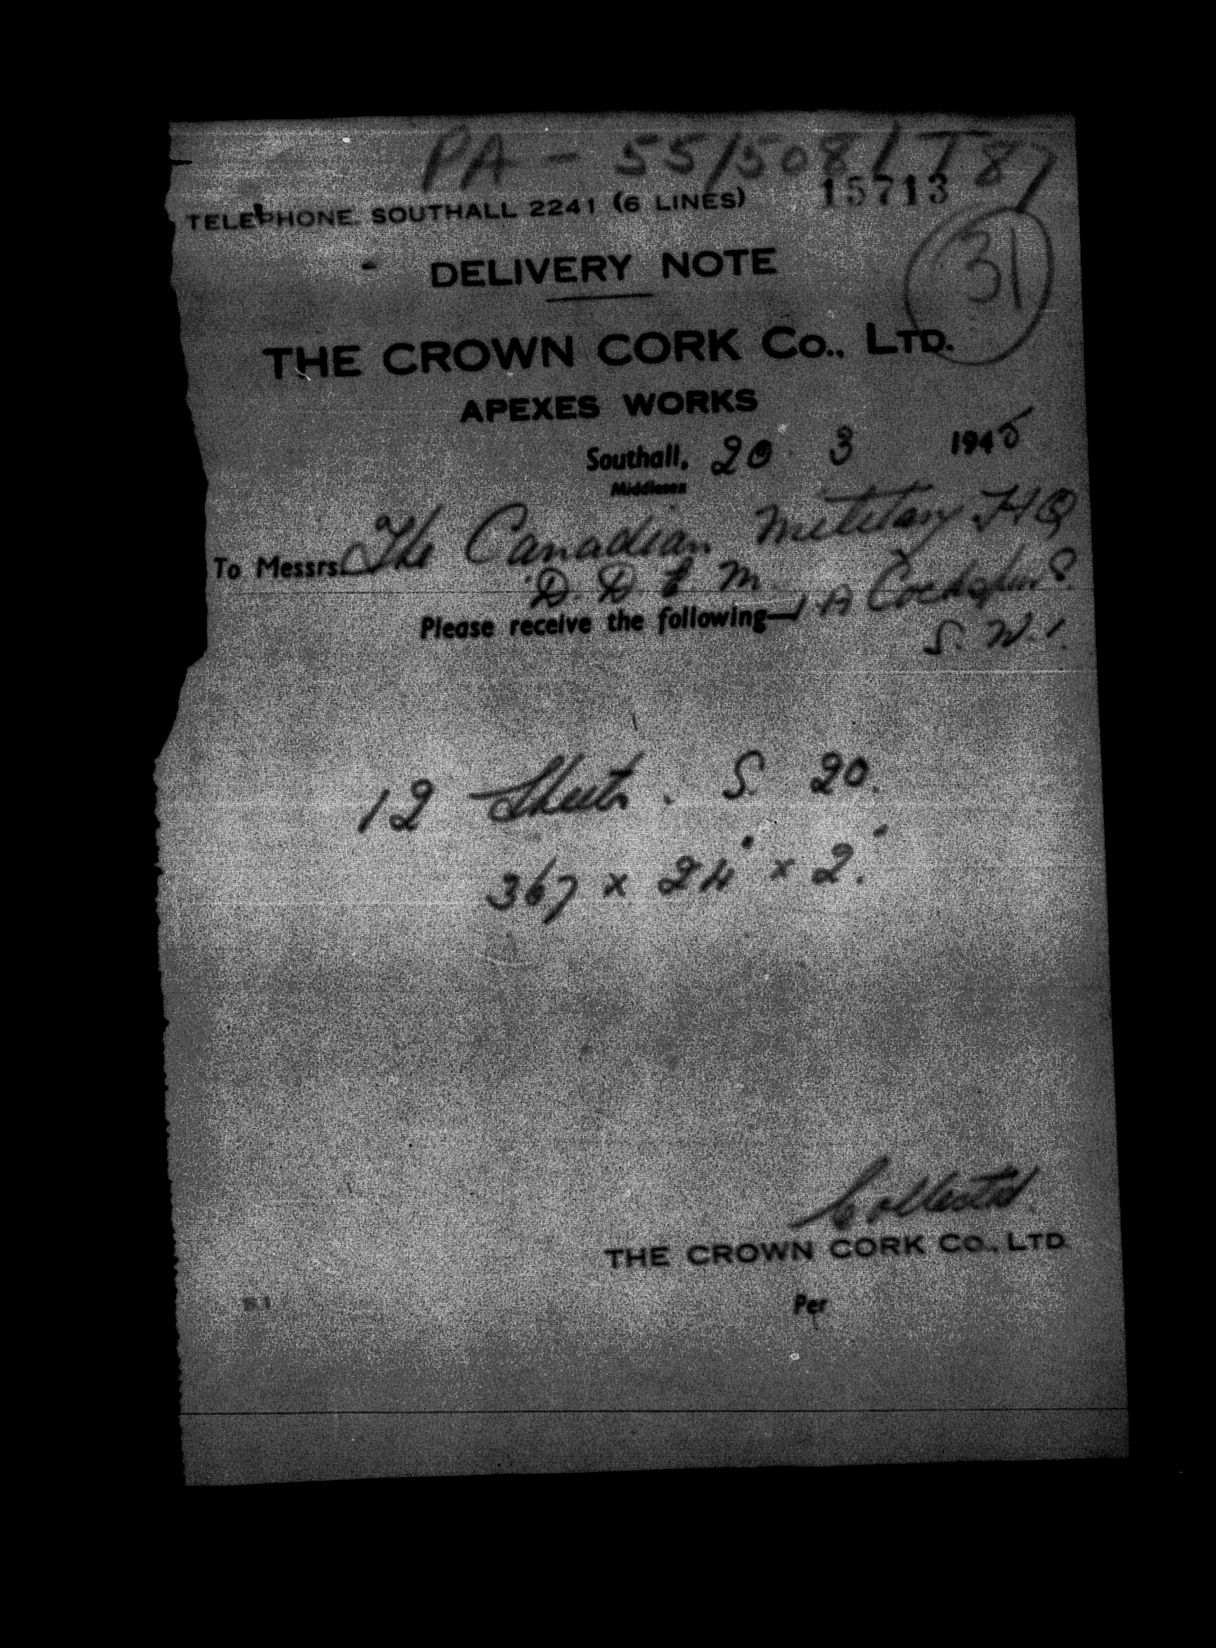 PA - 55/508/T87
TELEPHONE. SOUTHALL 2241 (6 LINES) 15713
DELIVERY NOTE
31
THE CROWN CORK Co., LTD.
APEXES WORKS
Southall, 20. 3 1945
Middlesex
To Messrs. The Canadian Military HQ
D. D. M. 1A Cockspur S.
Please receive the following— S. W. 1.
12 Sheets. S. 20.
36 x 24" x 2."
Collected
THE CROWN CORK Co., LTD.
S.1 Per